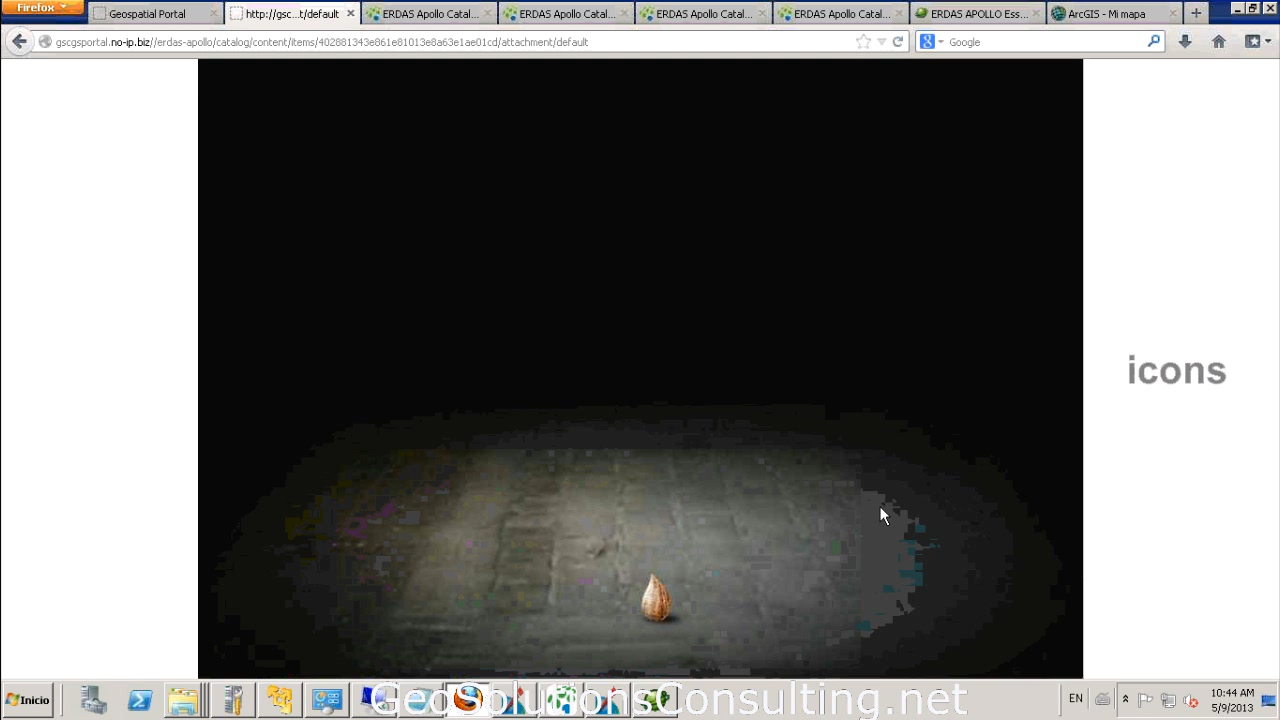 Firefox
Geospatial Portal
http://gsc...t/default
ERDAS Apollo Catal...
ERDAS Apollo Catal...
ERDAS Apollo Catal...
ERDAS Apollo Catal...
ERDAS APOLLO Ess...
ArcGIS - Mi mapa
gscgsportal.no-ip.biz//erdas-apollo/catalog/content/items/402881343e861e81013e8a63e1ae01cd/attachment/default
Google
icons
Inicio
GeoSolutionsConsulting.net
EN
10:44 AM
5/9/2013